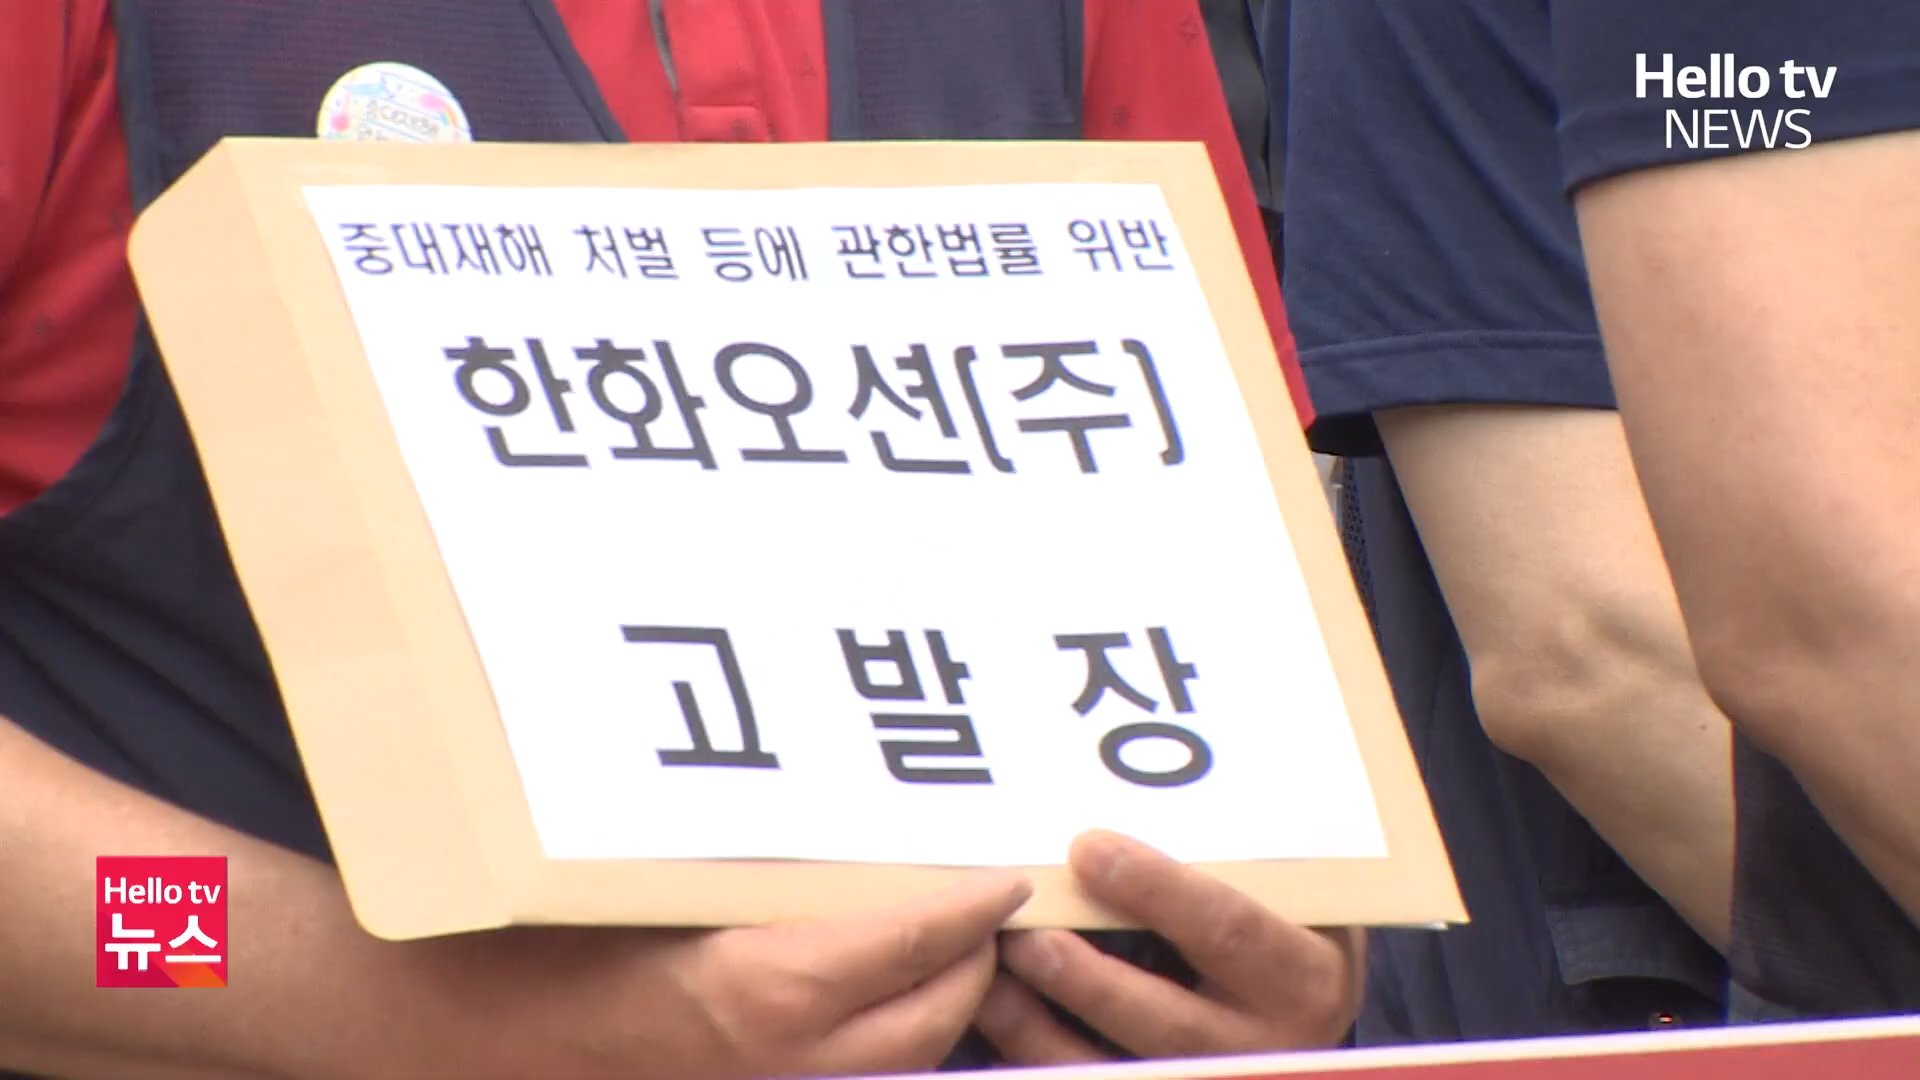 Hello tv
NEWS
중대재해 처벌 등에 관한법률 위반
한화오션(주)
고 발 장
Hello tv
뉴스